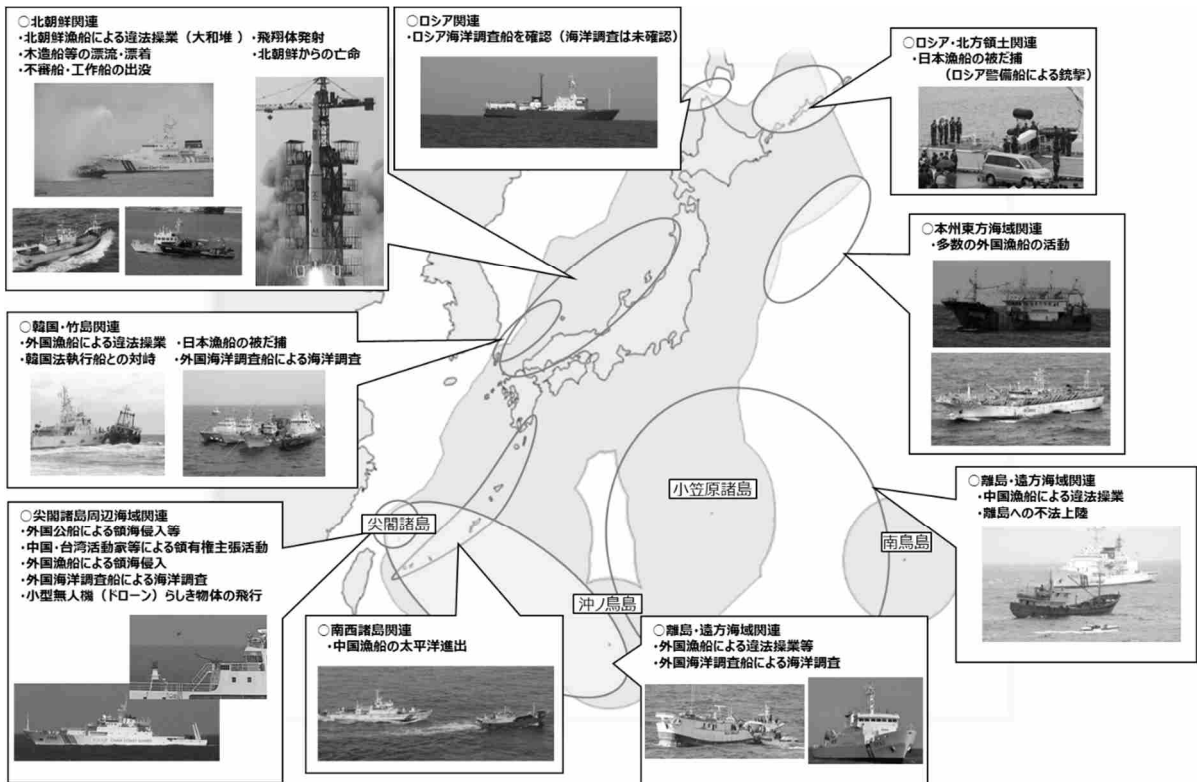 ○北朝鮮関連
・北朝鮮漁船による違法操業(大和堆 ) ・飛翔体発射
・木造船等の漂流・漂着 ・北朝鮮からの亡命
・不審船・工作船の出没
○ロシア関連
・ロシア海洋調査船を確認(海洋調査は未確認)
○ロシア・北方領土関連
・日本漁船の被だ捕
(ロシア警備船による銃撃)
○本州東方海域関連
・多数の外国漁船の活動
○韓国・竹島関連
・外国漁船による違法操業 ・日本漁船の被だ捕
・韓国法執行船との対峙 ・外国海洋調査船による海洋調査
○尖閣諸島周辺海域関連
・外国公船による領海侵入等
・中国・台湾活動家等による領有権主張活動
・外国漁船による領海侵入
・外国海洋調査船による海洋調査
・小型無人機(ドローン)らしき物体の飛行
尖閣諸島
小笠原諸島
南鳥島
沖ノ鳥島
○離島・遠方海域関連
・中国漁船による違法操業
・離島への不法上陸
○南西諸島関連
・中国漁船の太平洋進出
○離島・遠方海域関連
・外国漁船による違法操業等
・外国海洋調査船による海洋調査